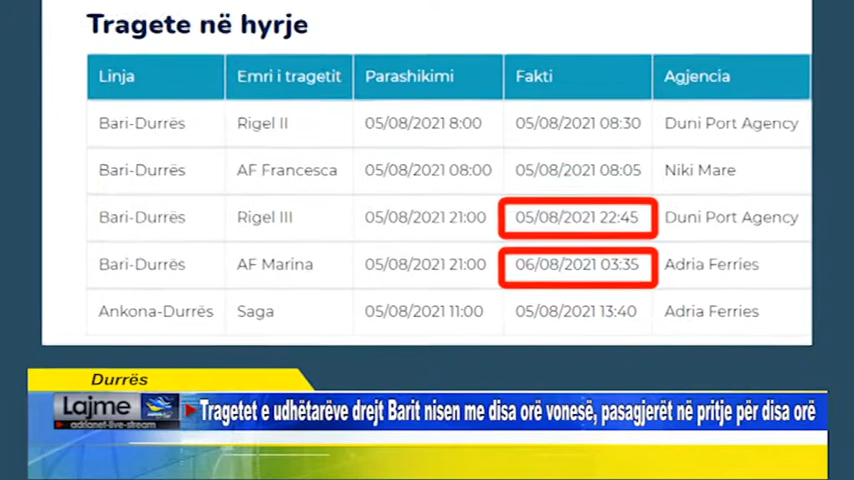 Tragete në hyrje
Linja Emri i tragetit Parashikimi Fakti Agjencia
Bari-Durrës Rigel II 05/08/2021 8:00 05/08/2021 08:30 Duni Port Agency
Bari-Durrës AF Francesca 05/08/2021 08:00 05/08/2021 08:05 Niki Mare
Bari-Durrës Rigel III 05/08/2021 21:00 05/08/2021 22:45 Duni Port Agency
Bari-Durrës AF Marina 05/08/2021 21:00 06/08/2021 03:35 Adria Ferries
Ankona-Durrës Saga 05/08/2021 11:00 05/08/2021 13:40 Adria Ferries
Durrës
Lajme
adrianet-live-stream
Tragetet e udhëtarëve drejt Barit nisen me disa orë vonesë, pasagjerët në pritje për disa orë